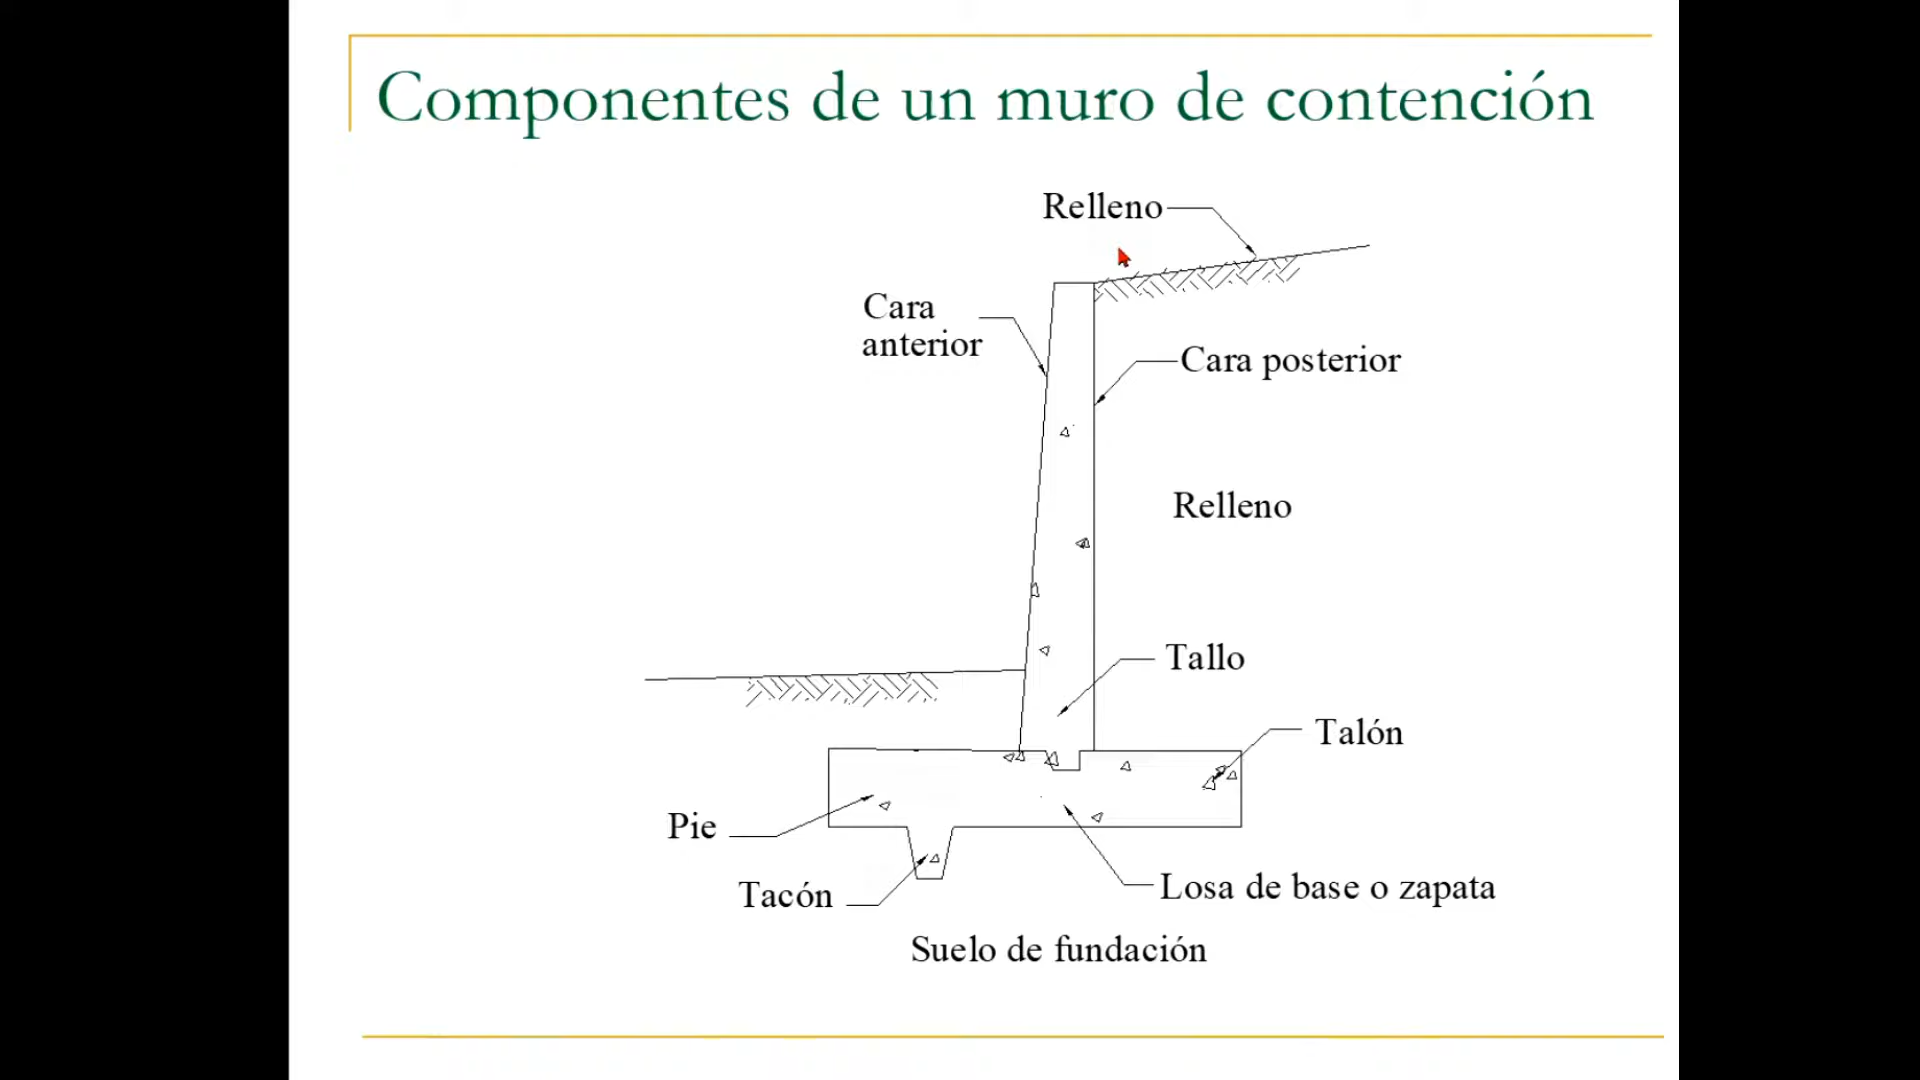 Componentes de un muro de contención
Relleno
Cara
anterior
Cara posterior
Relleno
Tallo
Talón
Pie
Tacón
Losa de base o zapata
Suelo de fundación